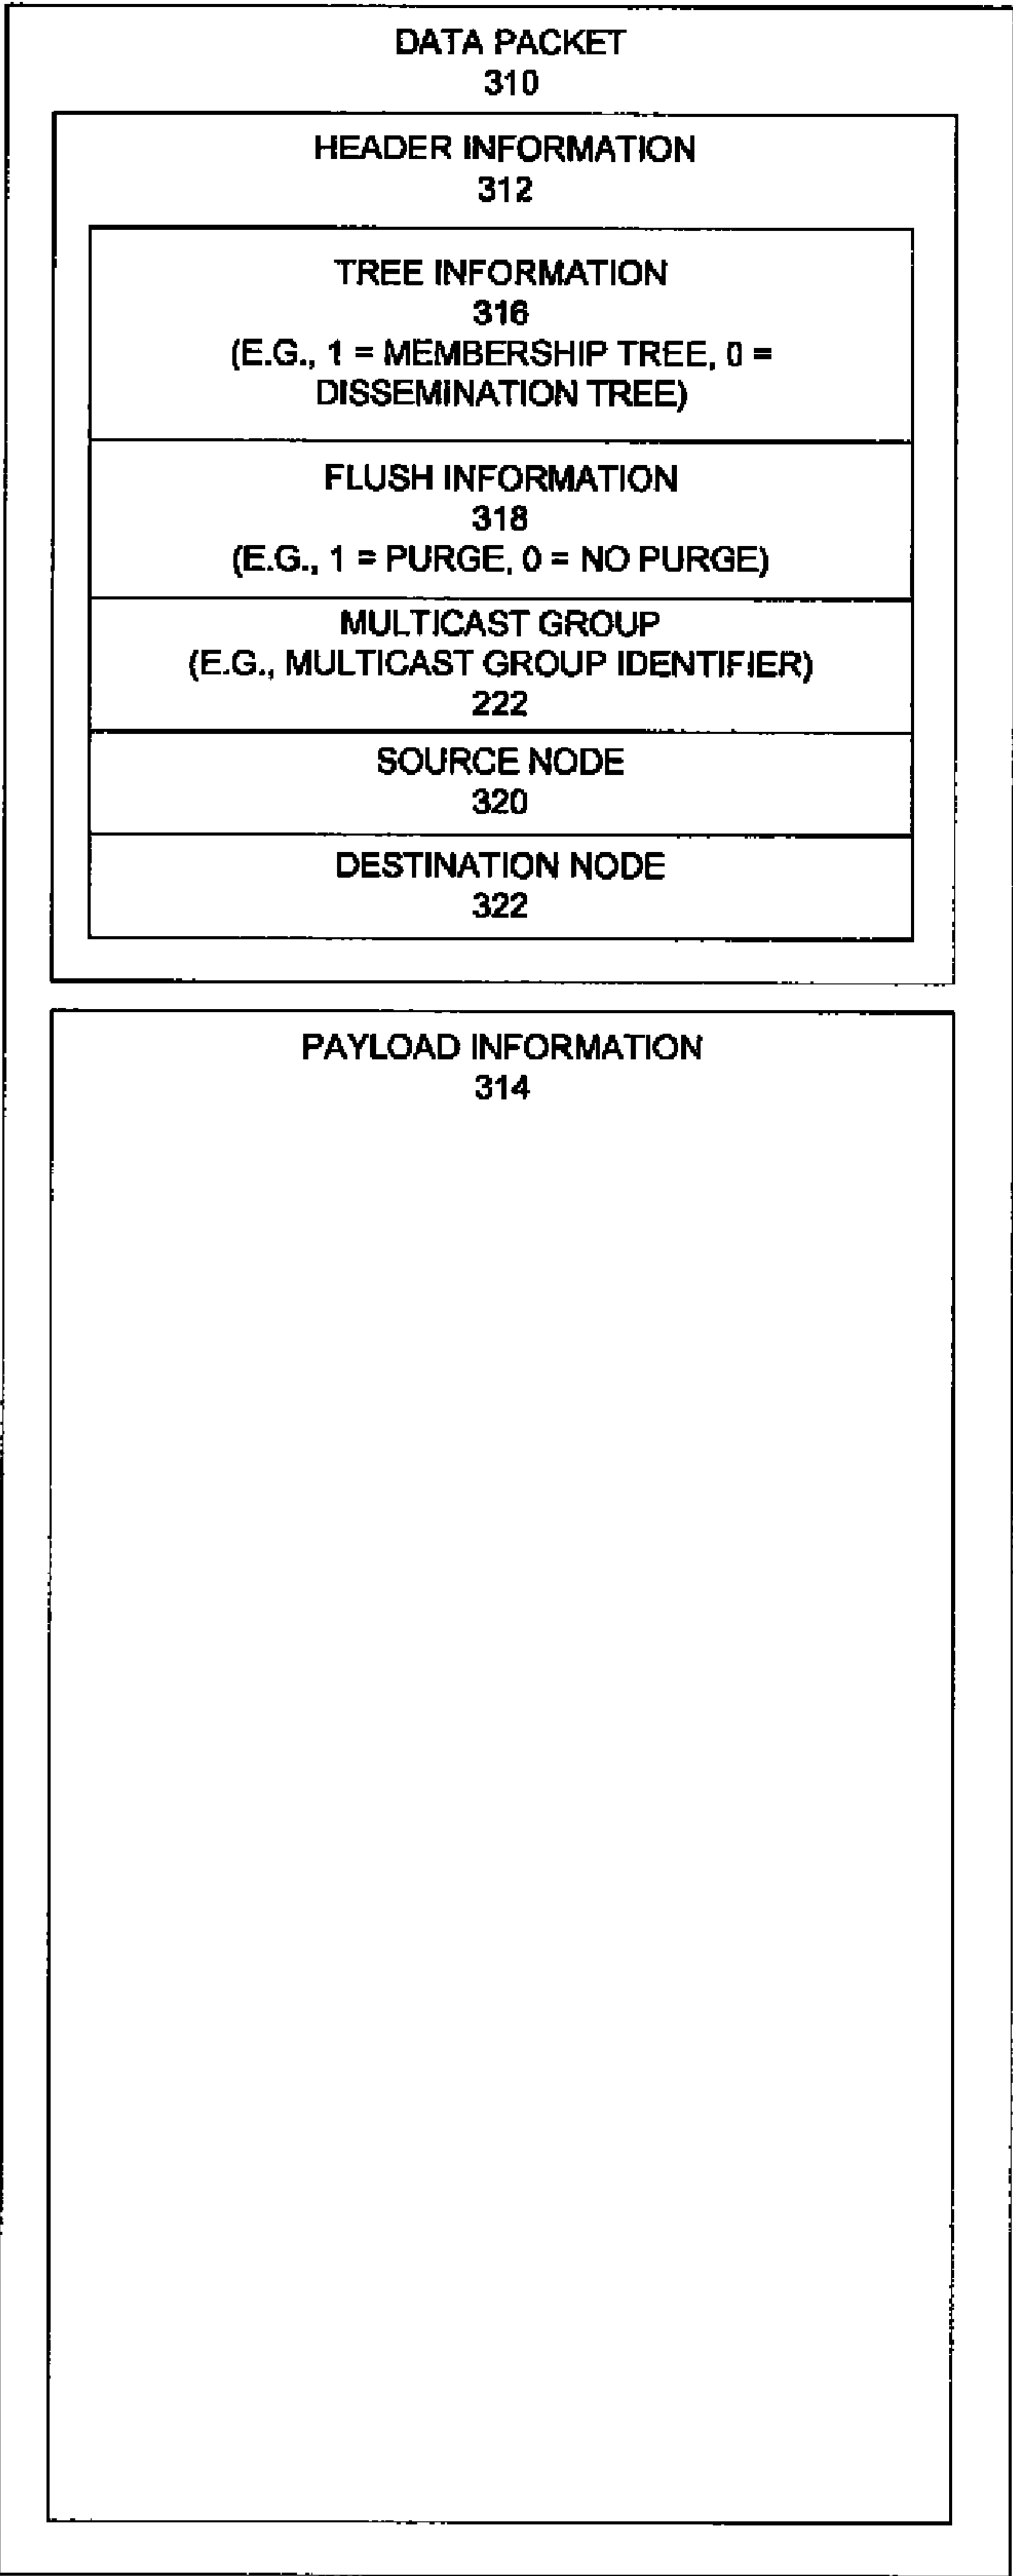 DATA PACKET
310
HEADER INFORMATION
312
TREE INFORMATION
316
(E.G., 1 = MEMBERSHIP TREE, 0 =
DISSEMINATION TREE)
FLUSH INFORMATION
318
(E.G., 1 = PURGE, 0 = NO PURGE)
MULTICAST GROUP
(E.G., MULTICAST GROUP IDENTIFIER)
222
SOURCE NODE
320
DESTINATION NODE
322
PAYLOAD INFORMATION
314